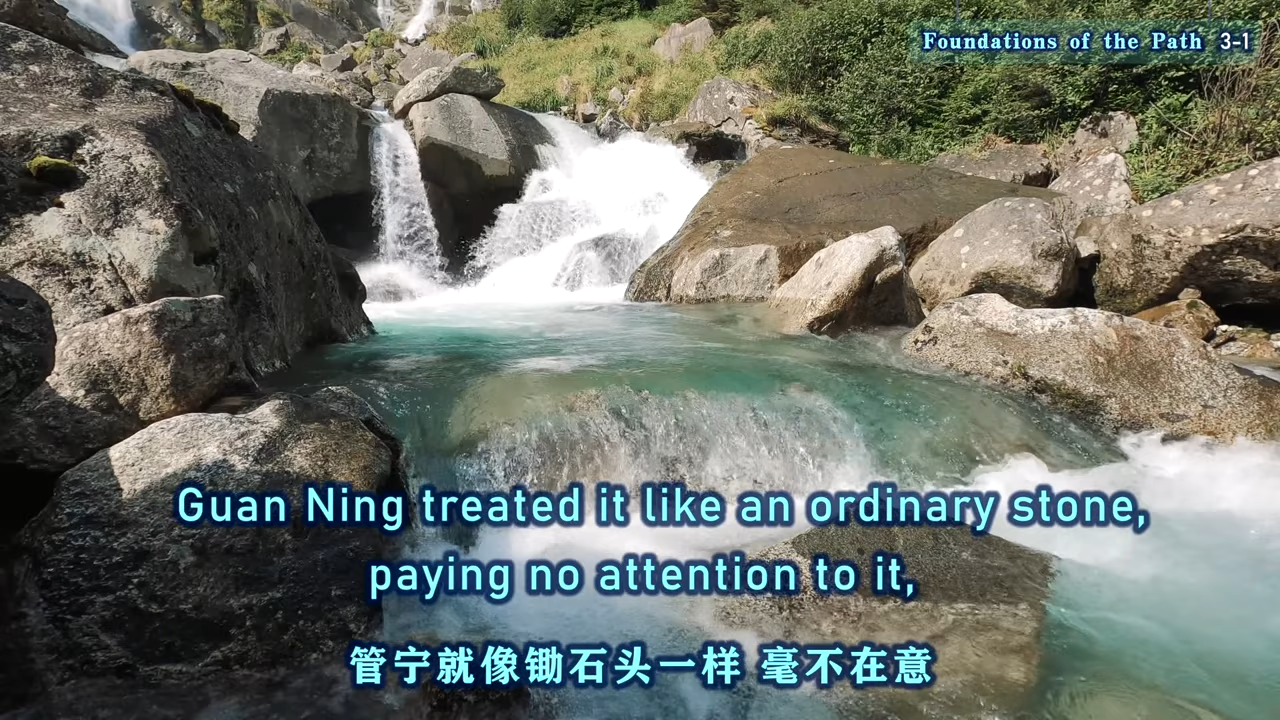 Foundations of the Path 3-1
Guan Ning treated it like an ordinary stone,
paying no attention to it,
管宁就像锄石头一样 毫不在意